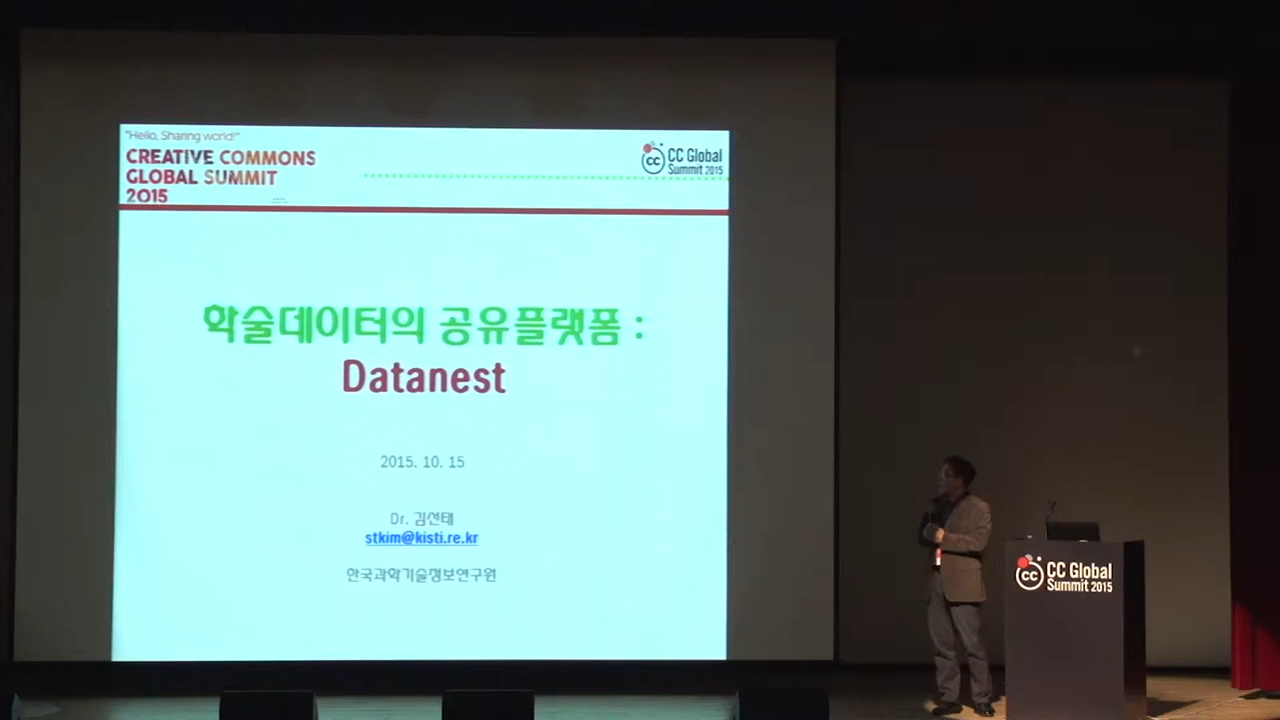 "Hello, Sharing world!"
CREATIVE COMMONS
GLOBAL SUMMIT
2015
CC Global
Summit 2015
학술데이터의 공유플랫폼 :
Datanest
2015. 10. 15
Dr. 김선태
stkim@kisti.re.kr
한국과학기술정보연구원
CC Global
Summit 2015